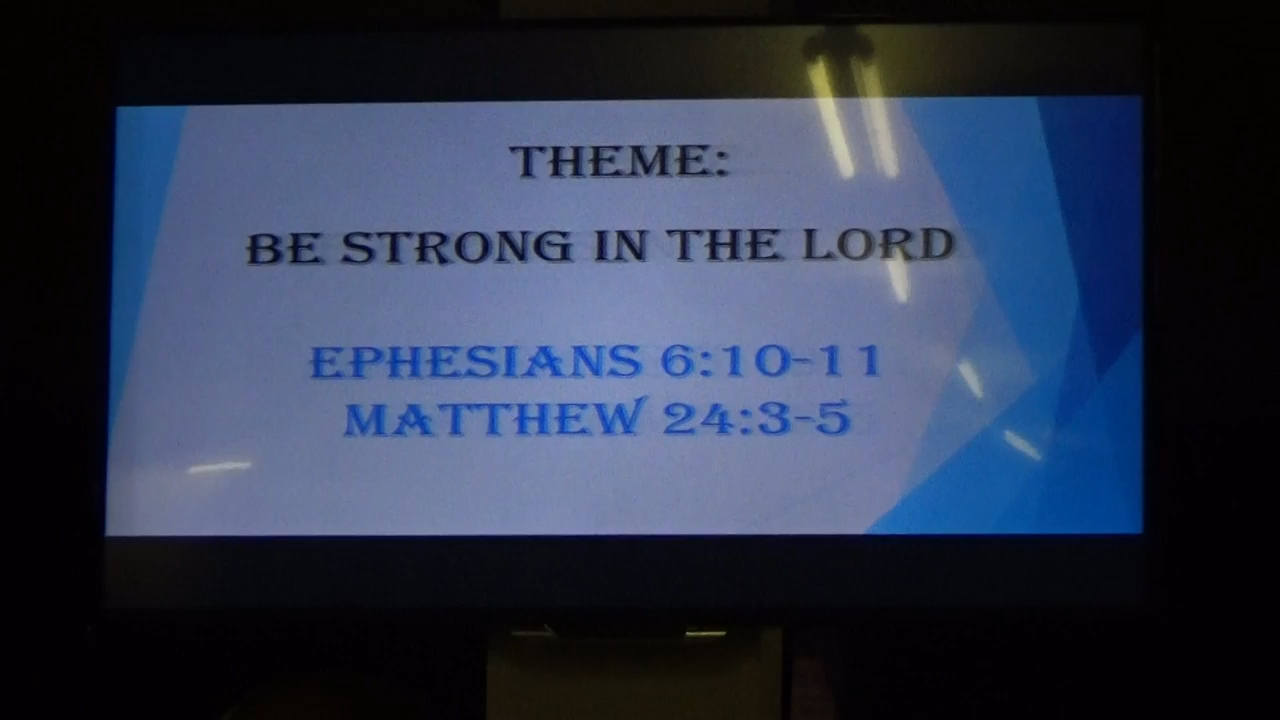 THEME:
BE STRONG IN THE LORD
EPHESIANS 6:10-11
MATTHEW 24:3-5